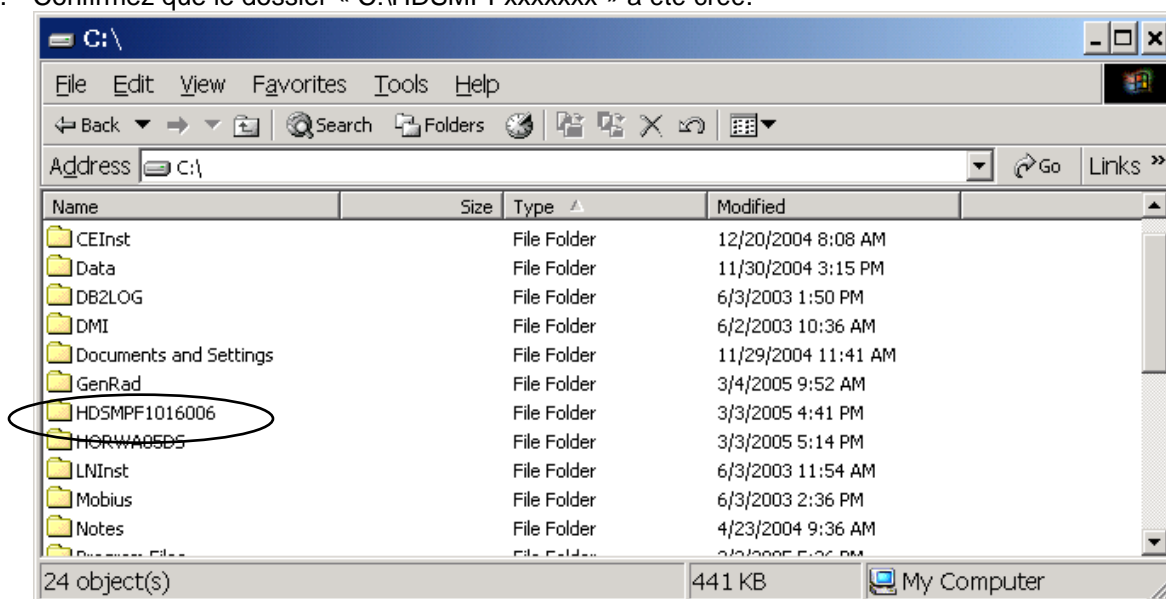 . Confirmez que le dossier « C:\HDSMPFxxxxxxx » a été créé.
C:\
File Edit View Favorites Tools Help
Back Search Folders
Address C:\ Go Links »
Name Size Type Modified
CEInst File Folder 12/20/2004 8:08 AM
Data File Folder 11/30/2004 3:15 PM
DB2LOG File Folder 6/3/2003 1:50 PM
DMI File Folder 6/2/2003 10:36 AM
Documents and Settings File Folder 11/29/2004 11:41 AM
GenRad File Folder 3/4/2005 9:52 AM
HDSMPF1016006 File Folder 3/3/2005 4:41 PM
HORWA05DS File Folder 3/3/2005 5:14 PM
LNInst File Folder 6/3/2003 11:54 AM
Mobius File Folder 6/3/2003 2:36 PM
Notes File Folder 4/23/2004 9:36 AM
Program Files File Folder
24 object(s) 441 KB My Computer